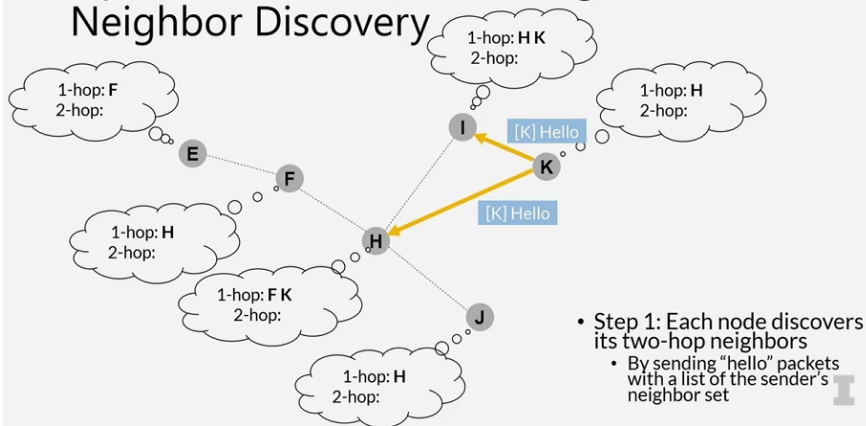 Neighbor Discovery
1-hop: H K
2-hop:
1-hop: F
2-hop:
1-hop: H
2-hop:
[K] Hello
I
K
E
F
[K] Hello
1-hop: H
2-hop:
H
1-hop: F K
2-hop:
J
1-hop: H
2-hop:
• Step 1: Each node discovers
its two-hop neighbors
• By sending “hello” packets
with a list of the sender’s
neighbor set
I